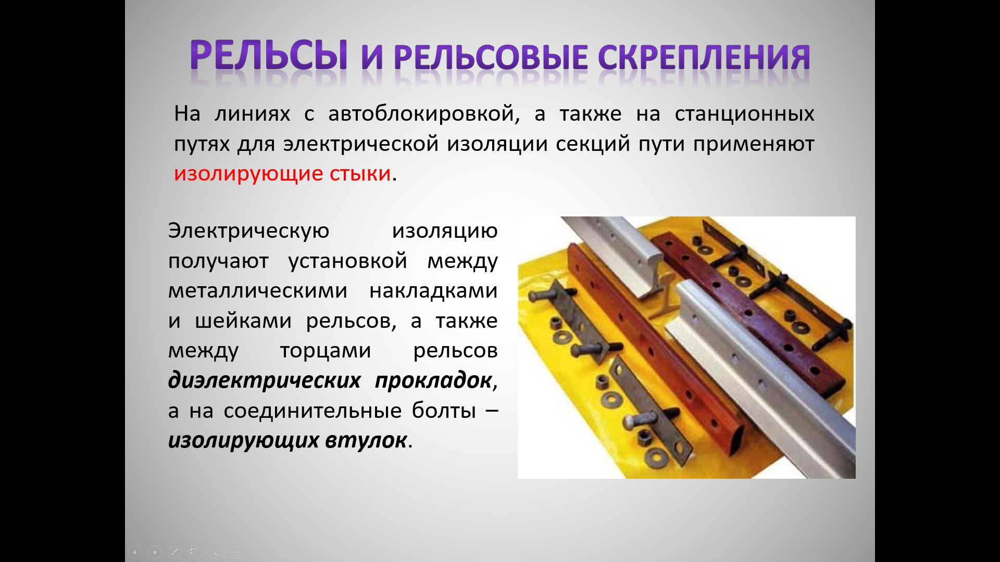 РЕЛЬСЫ И РЕЛЬСОВЫЕ СКРЕПЛЕНИЯ
На линиях с автоблокировкой, а также на станционных
путях для электрической изоляции секций пути применяют
изолирующие стыки.
Электрическую изоляцию
получают установкой между
металлическими накладками
и шейками рельсов, а также
между торцами рельсов
диэлектрических прокладок,
а на соединительные болты –
изолирующих втулок.